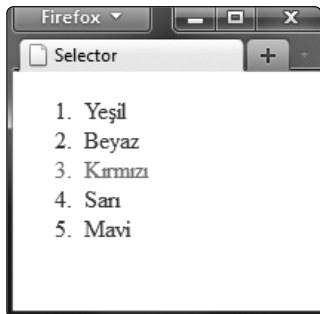 Firefox
Selector
1. Yeşil
2. Beyaz
3. Kırmızı
4. Sarı
5. Mavi